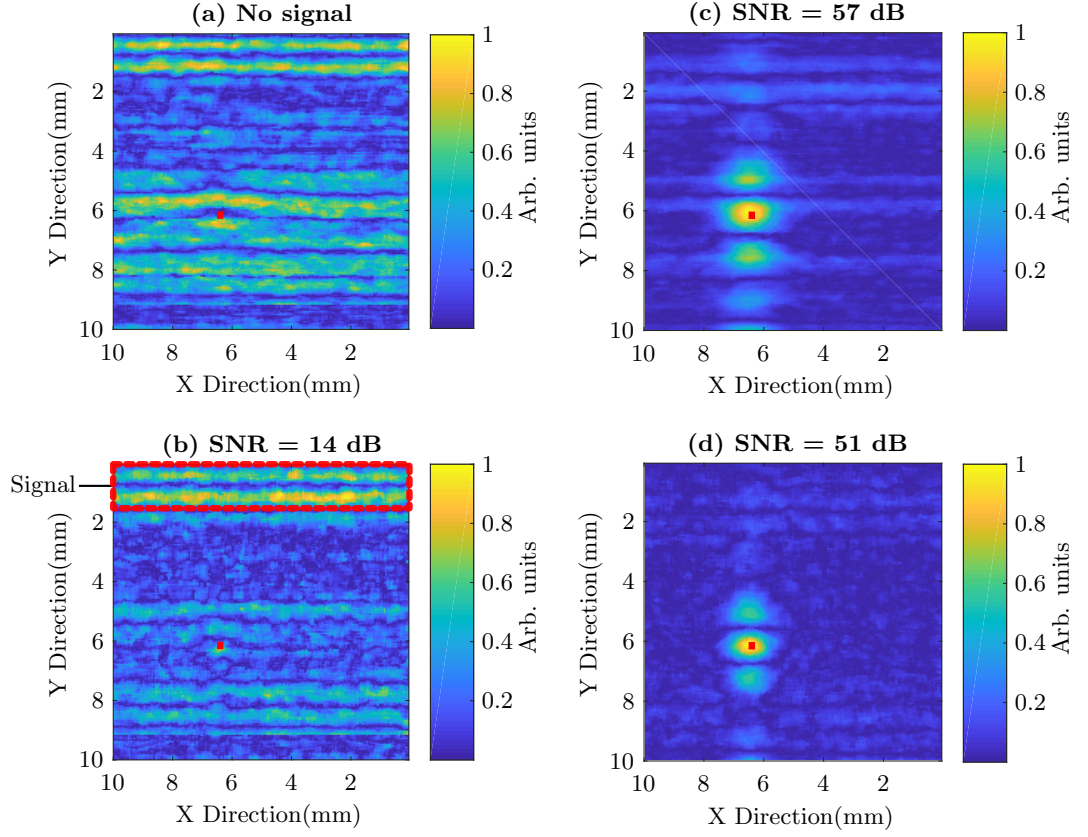 (a) No signal
Y Direction(mm)
2
4
6
8
10
10 8 6 4 2
X Direction(mm)
1
0.8
0.6
0.4
0.2
Arb. units
(c) SNR = 57 dB
Y Direction(mm)
2
4
6
8
10
10 8 6 4 2
X Direction(mm)
1
0.8
0.6
0.4
0.2
Arb. units
(b) SNR = 14 dB
Signal
Y Direction(mm)
2
4
6
8
10
10 8 6 4 2
X Direction(mm)
1
0.8
0.6
0.4
0.2
Arb. units
(d) SNR = 51 dB
Y Direction(mm)
2
4
6
8
10
10 8 6 4 2
X Direction(mm)
1
0.8
0.6
0.4
0.2
Arb. units